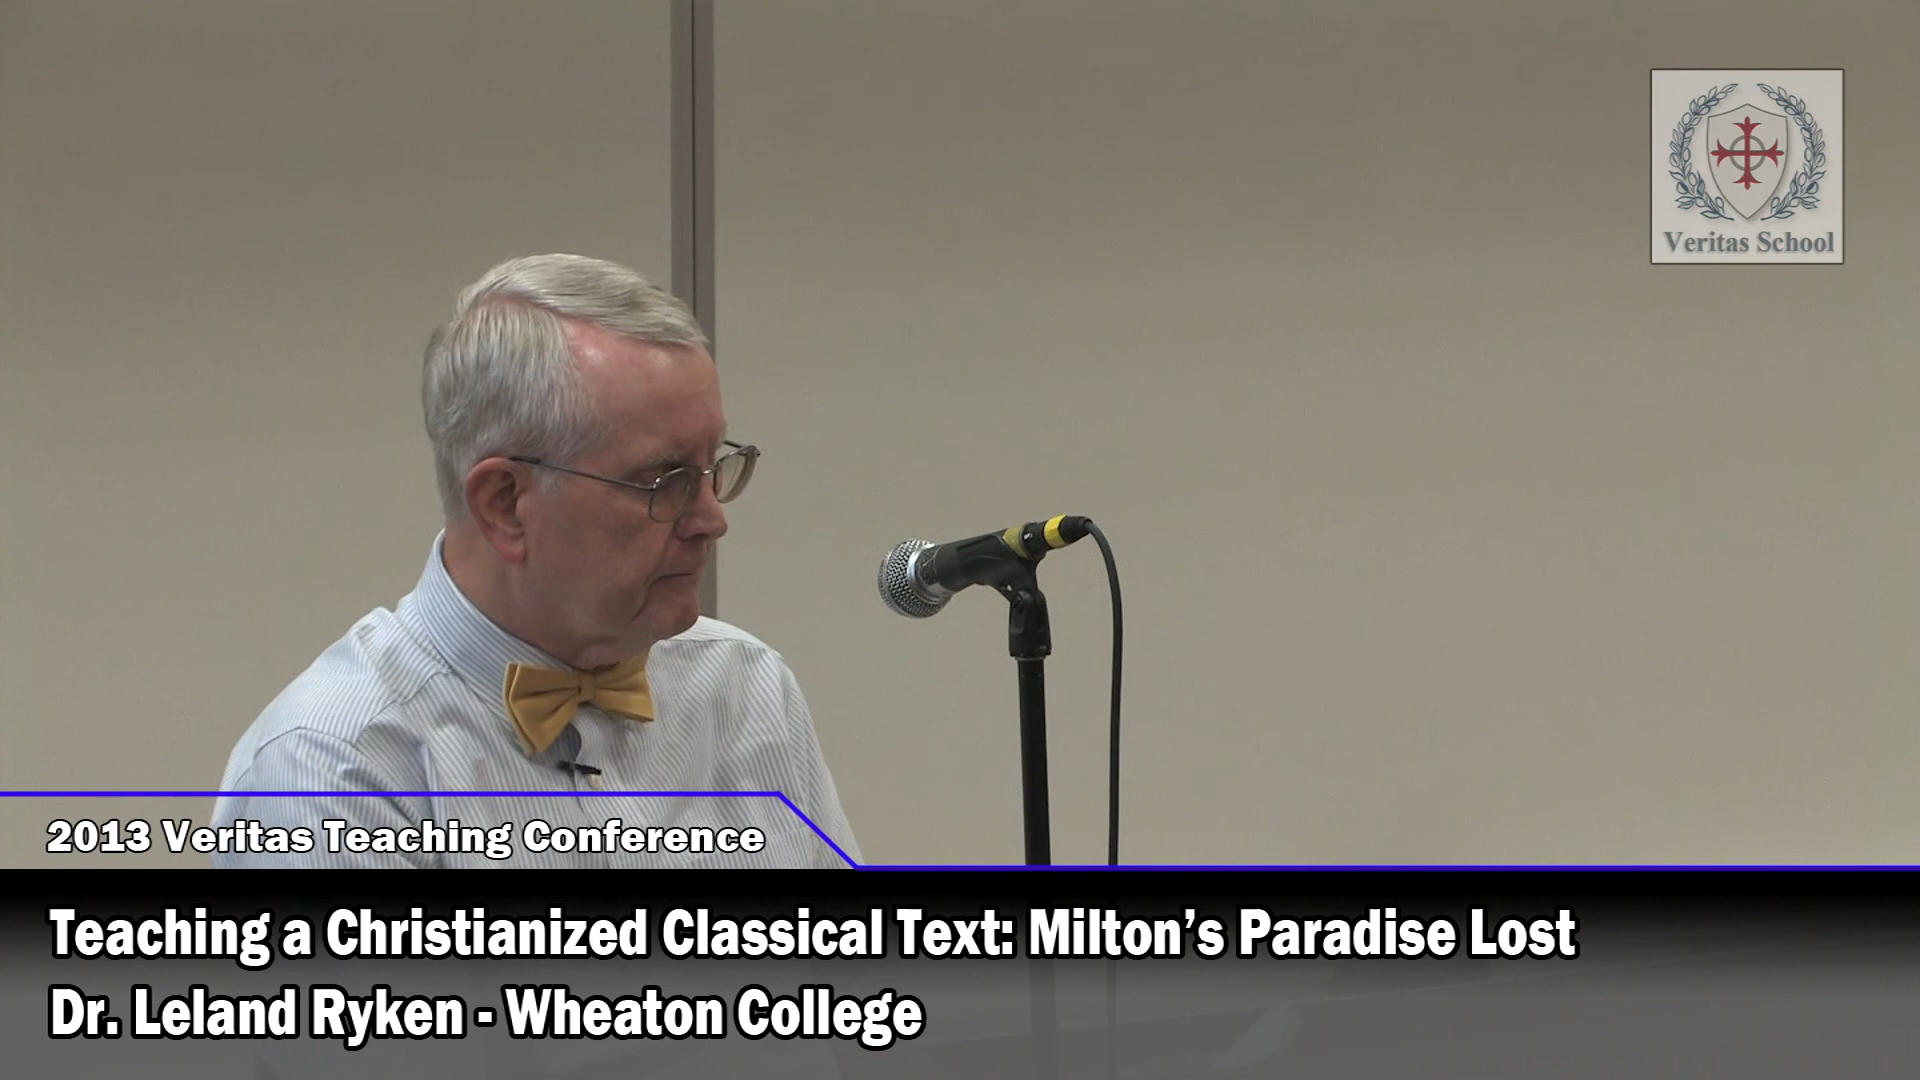 Veritas School
2013 Veritas Teaching Conference
Teaching a Christianized Classical Text: Milton’s Paradise Lost
Dr. Leland Ryken - Wheaton College